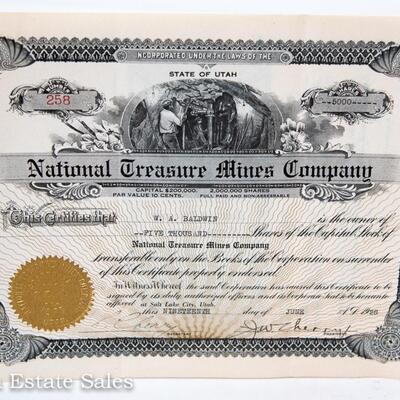 INCORPORATED UNDER THE LAWS OF THE
STATE OF UTAH
NUMBER
258
SHARES
-5000-
National Treasure Mines Company
CAPITAL $200,000. 2,000,000 SHARES
PAR VALUE 10 CENTS. FULL PAID AND NON-ASSESSABLE
This Certifies that W. A. BALDWIN is the owner of
--FIVE THOUSAND-- Shares of the Capital Stock of
National Treasure Mines Company
transferable only on the Books of the Corporation on surrender
of this Certificate properly endorsed.
In Witness Whereof the said Corporation has caused this Certificate to be
signed by its duly authorized officers and its Corporate Seal to be hereunto
affixed at Salt Lake City, Utah.
this NINETEENTH day of JUNE A.D. 19
SECRETARY PRESIDENT
Estate Sales